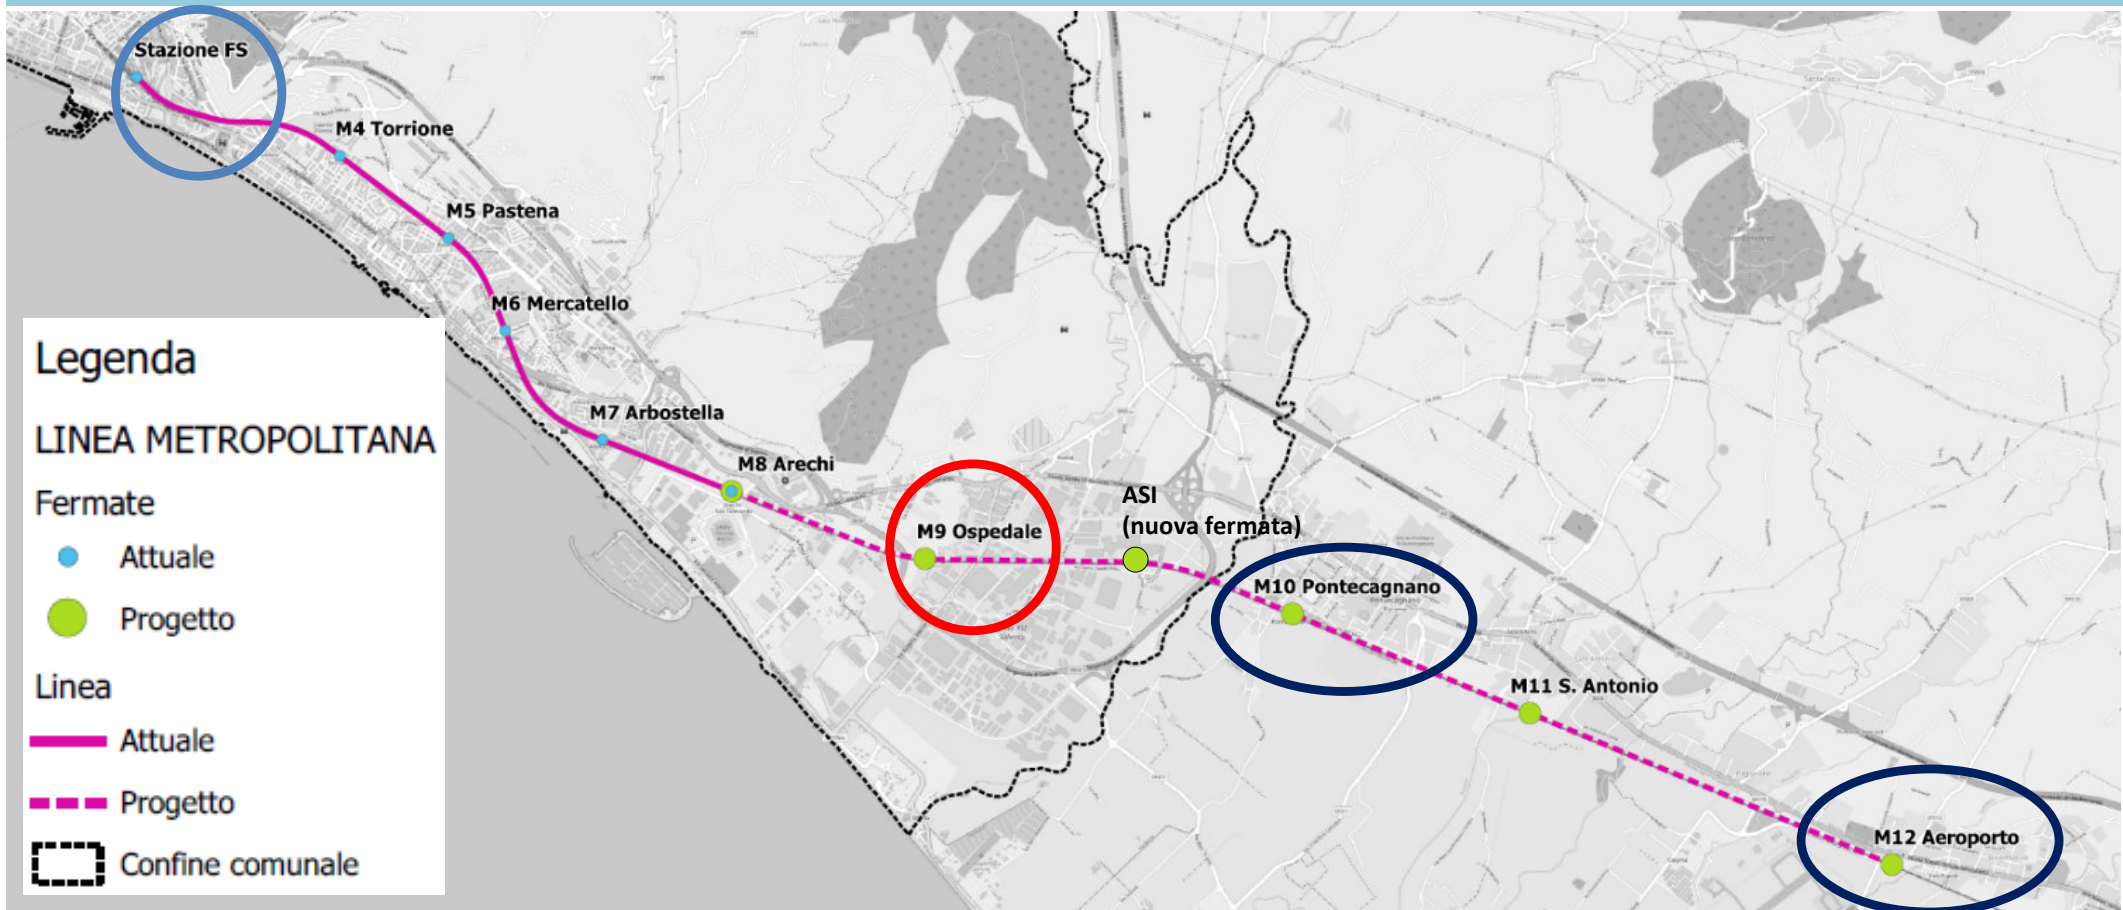 Stazione FS
M4 Torrione
M5 Pastena
M6 Mercatello
M7 Arbostella
M8 Arechi
M9 Ospedale
ASI
(nuova fermata)
M10 Pontecagnano
M11 S. Antonio
M12 Aeroporto
Legenda
LINEA METROPOLITANA
Fermate
Attuale
Progetto
Linea
Attuale
Progetto
Confine comunale